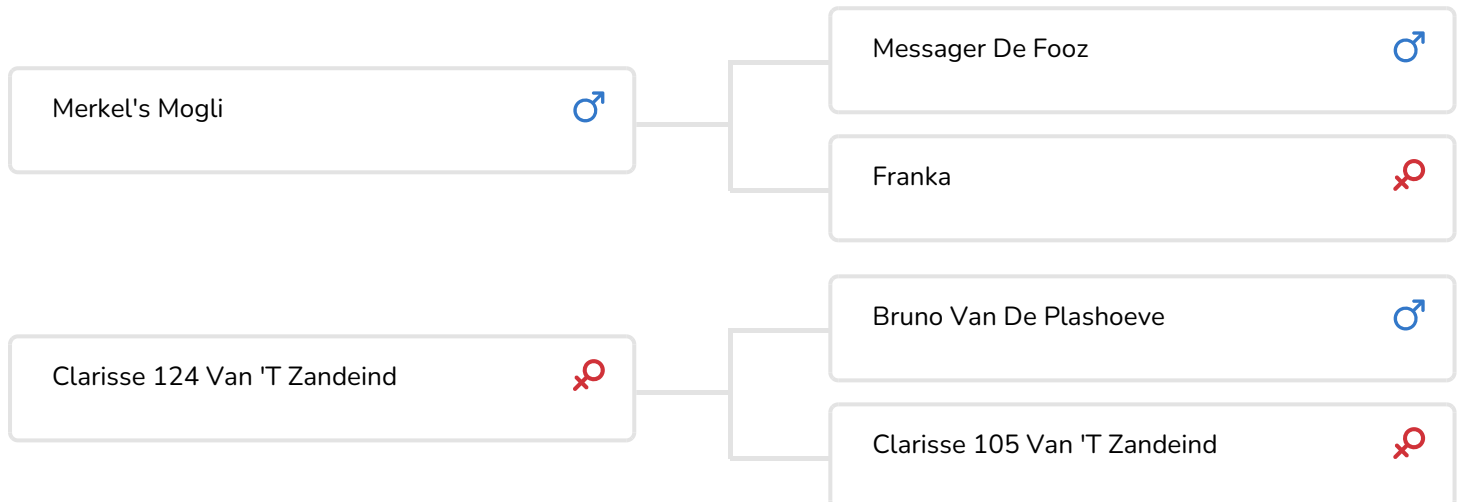 Messager De Fooz
Merkel's Mogli
Franka
Bruno Van De Plashoeve
Clarisse 124 Van 'T Zandeind
Clarisse 105 Van 'T Zandeind